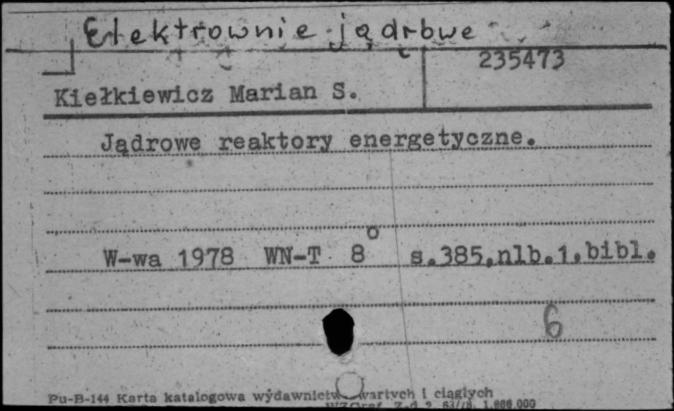 Elektrownie jądrowe
235473
Kiełkiewicz Marian S.
Jądrowe reaktory energetyczne.
W-wa 1978 WN-T 8° s.385,nlb.1,bibl.
6
Pu-B-144 Karta katalogowa wydawnictw zwartych i ciągłych